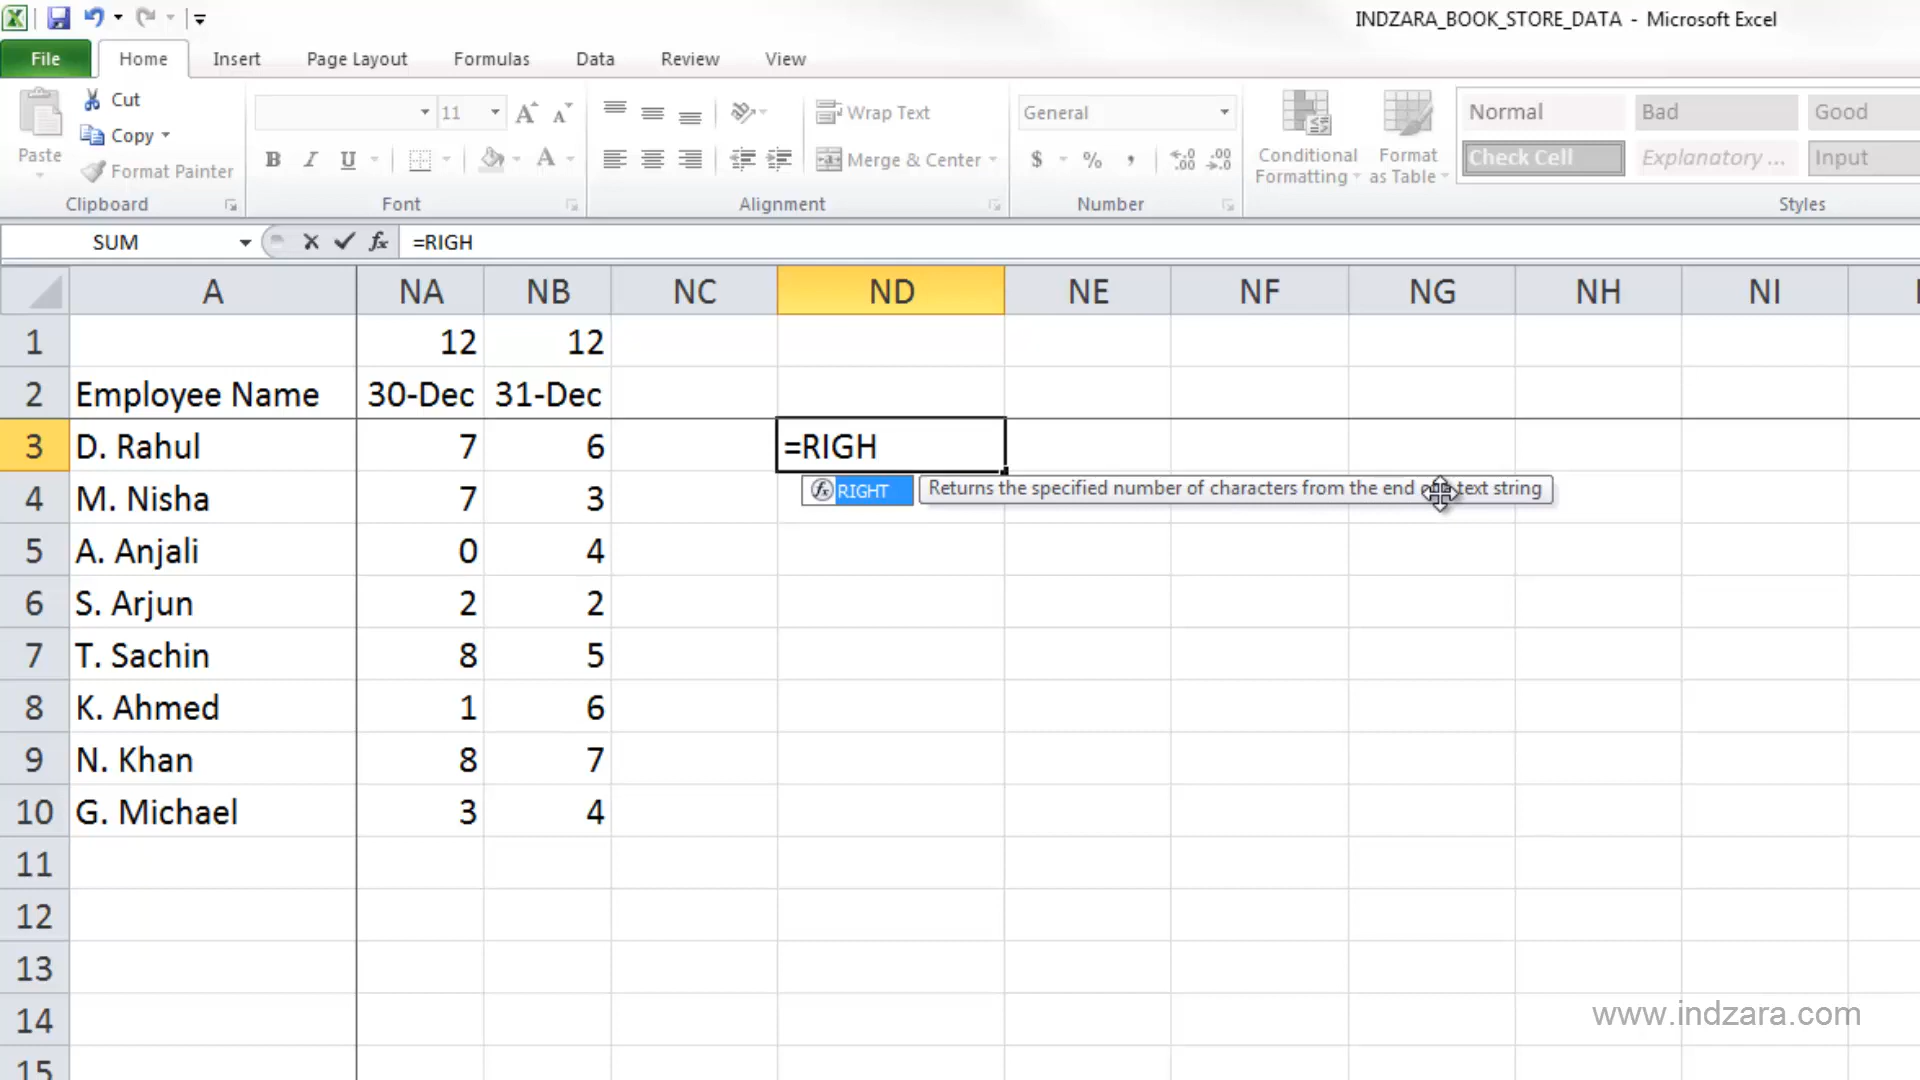 INDZARA_BOOK_STORE_DATA - Microsoft Excel
File Home Insert Page Layout Formulas Data Review View
Paste
Cut
Copy
Format Painter
Clipboard
11
B I U
A
Font
Wrap Text
Merge & Center
Alignment
General
$ % ,
Number
Conditional Formatting
Format as Table
Normal Bad Good
Check Cell Explanatory ... Input
Styles
SUM fx =RIGH
A NA NB NC ND NE NF NG NH NI
1 12 12
2 Employee Name 30-Dec 31-Dec
3 D. Rahul 7 6 =RIGH
RIGHT Returns the specified number of characters from the end text string
4 M. Nisha 7 3
5 A. Anjali 0 4
6 S. Arjun 2 2
7 T. Sachin 8 5
8 K. Ahmed 1 6
9 N. Khan 8 7
10 G. Michael 3 4
11
12
13
14
15
www.indzara.com